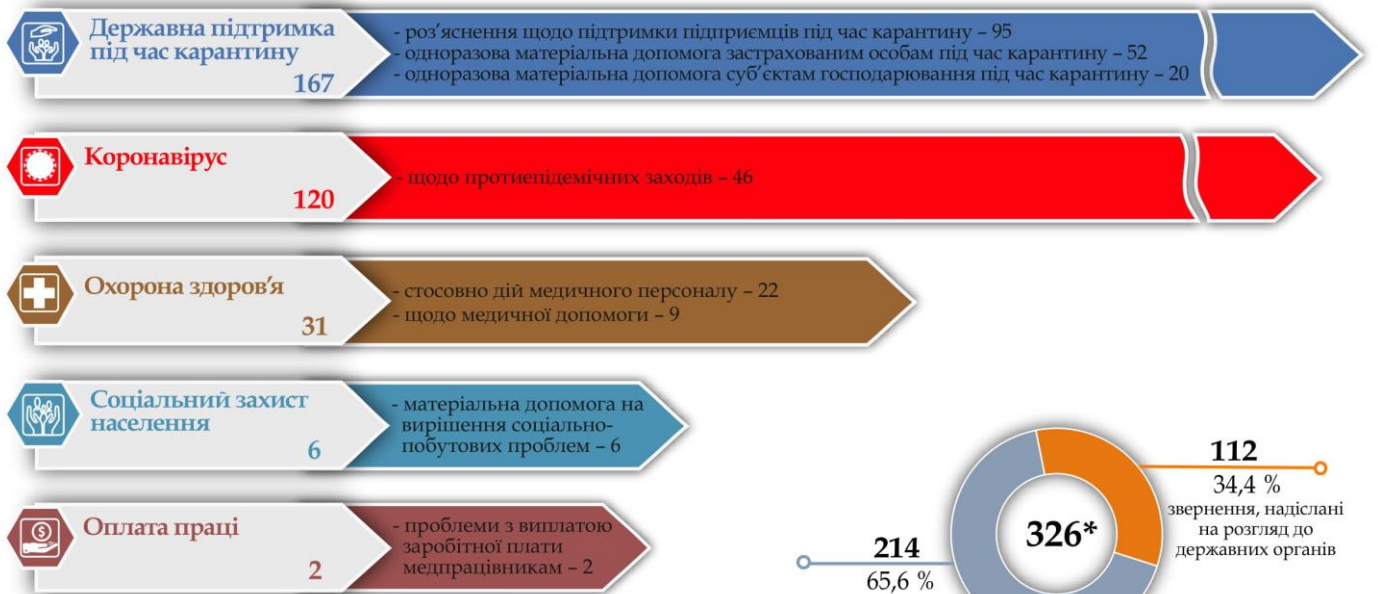 Державна підтримка
під час карантину
167
- роз’яснення щодо підтримки підприємців під час карантину – 95
- одноразова матеріальна допомога застрахованим особам під час карантину – 52
- одноразова матеріальна допомога суб’єктам господарювання під час карантину – 20
Коронавірус
120
- щодо протиепідемічних заходів – 46
Охорона здоров’я
31
- стосовно дій медичного персоналу – 22
- щодо медичної допомоги – 9
Соціальний захист
населення
6
- матеріальна допомога на
вирішення соціально-
побутових проблем – 6
Оплата праці
2
- проблеми з виплатою
заробітної плати
медпрацівникам – 2
326*
112
34,4 %
звернення, надіслані
на розгляд до
державних органів
214
65,6 %